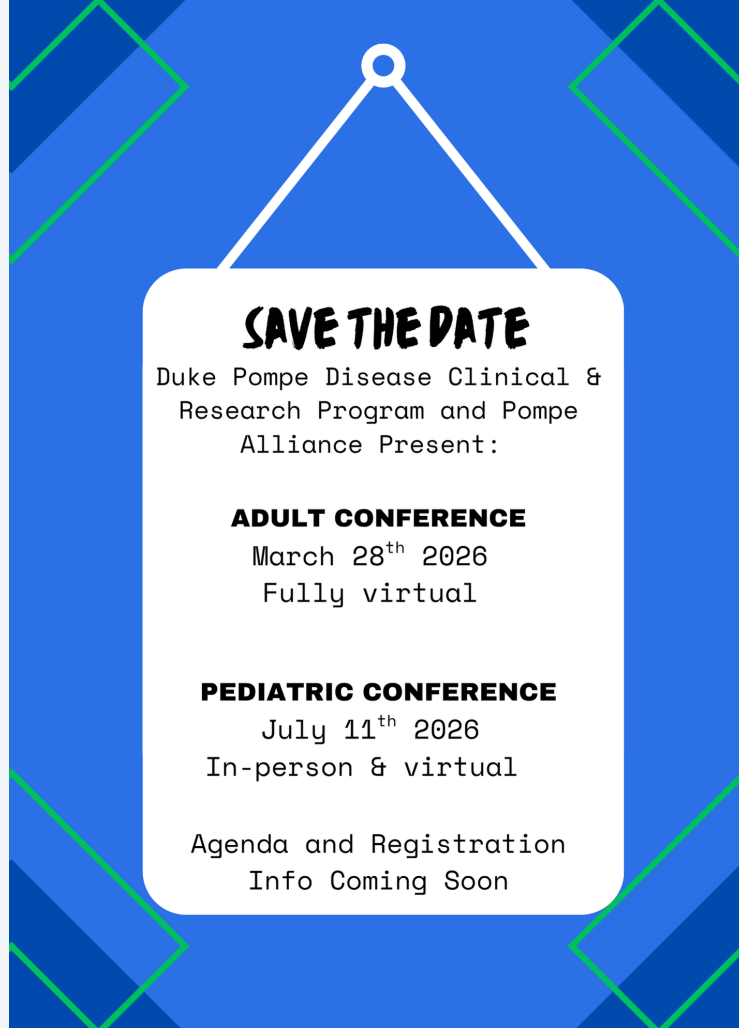 SAVE THE DATE
Duke Pompe Disease Clinical &
Research Program and Pompe
Alliance Present:
ADULT CONFERENCE
March 28th 2026
Fully virtual
PEDIATRIC CONFERENCE
July 11th 2026
In-person & virtual
Agenda and Registration
Info Coming Soon